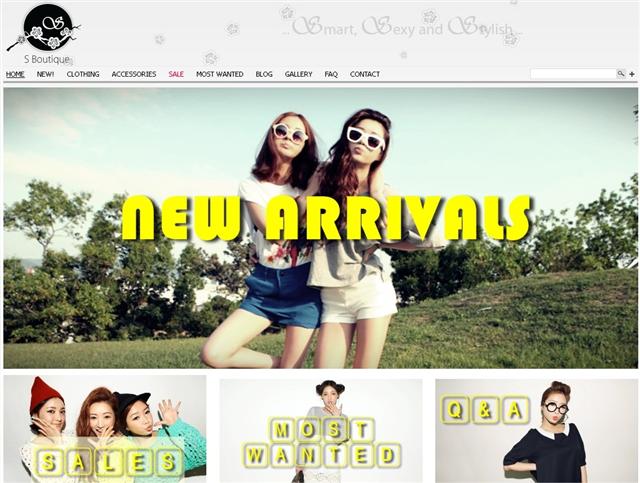 S
S Boutique
... Smart, Sexy and Stylish...
HOME NEW! CLOTHING ACCESSORIES SALE MOST WANTED BLOG GALLERY FAQ CONTACT
NEW ARRIVALS
SALES
MOST
WANTED
Q & A